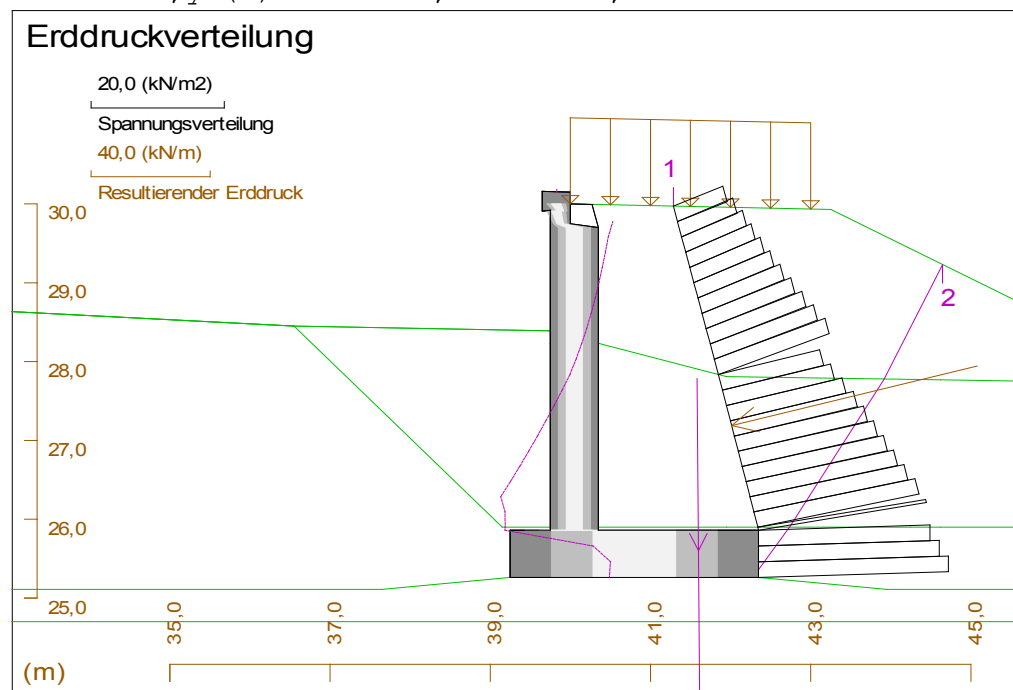 Erddruckverteilung
20,0 (kN/m2)
Spannungsverteilung
40,0 (kN/m)
Resultierender Erddruck
1
30,0
29,0
2
28,0
27,0
26,0
25,0
35,0
37,0
39,0
41,0
43,0
45,0
(m)